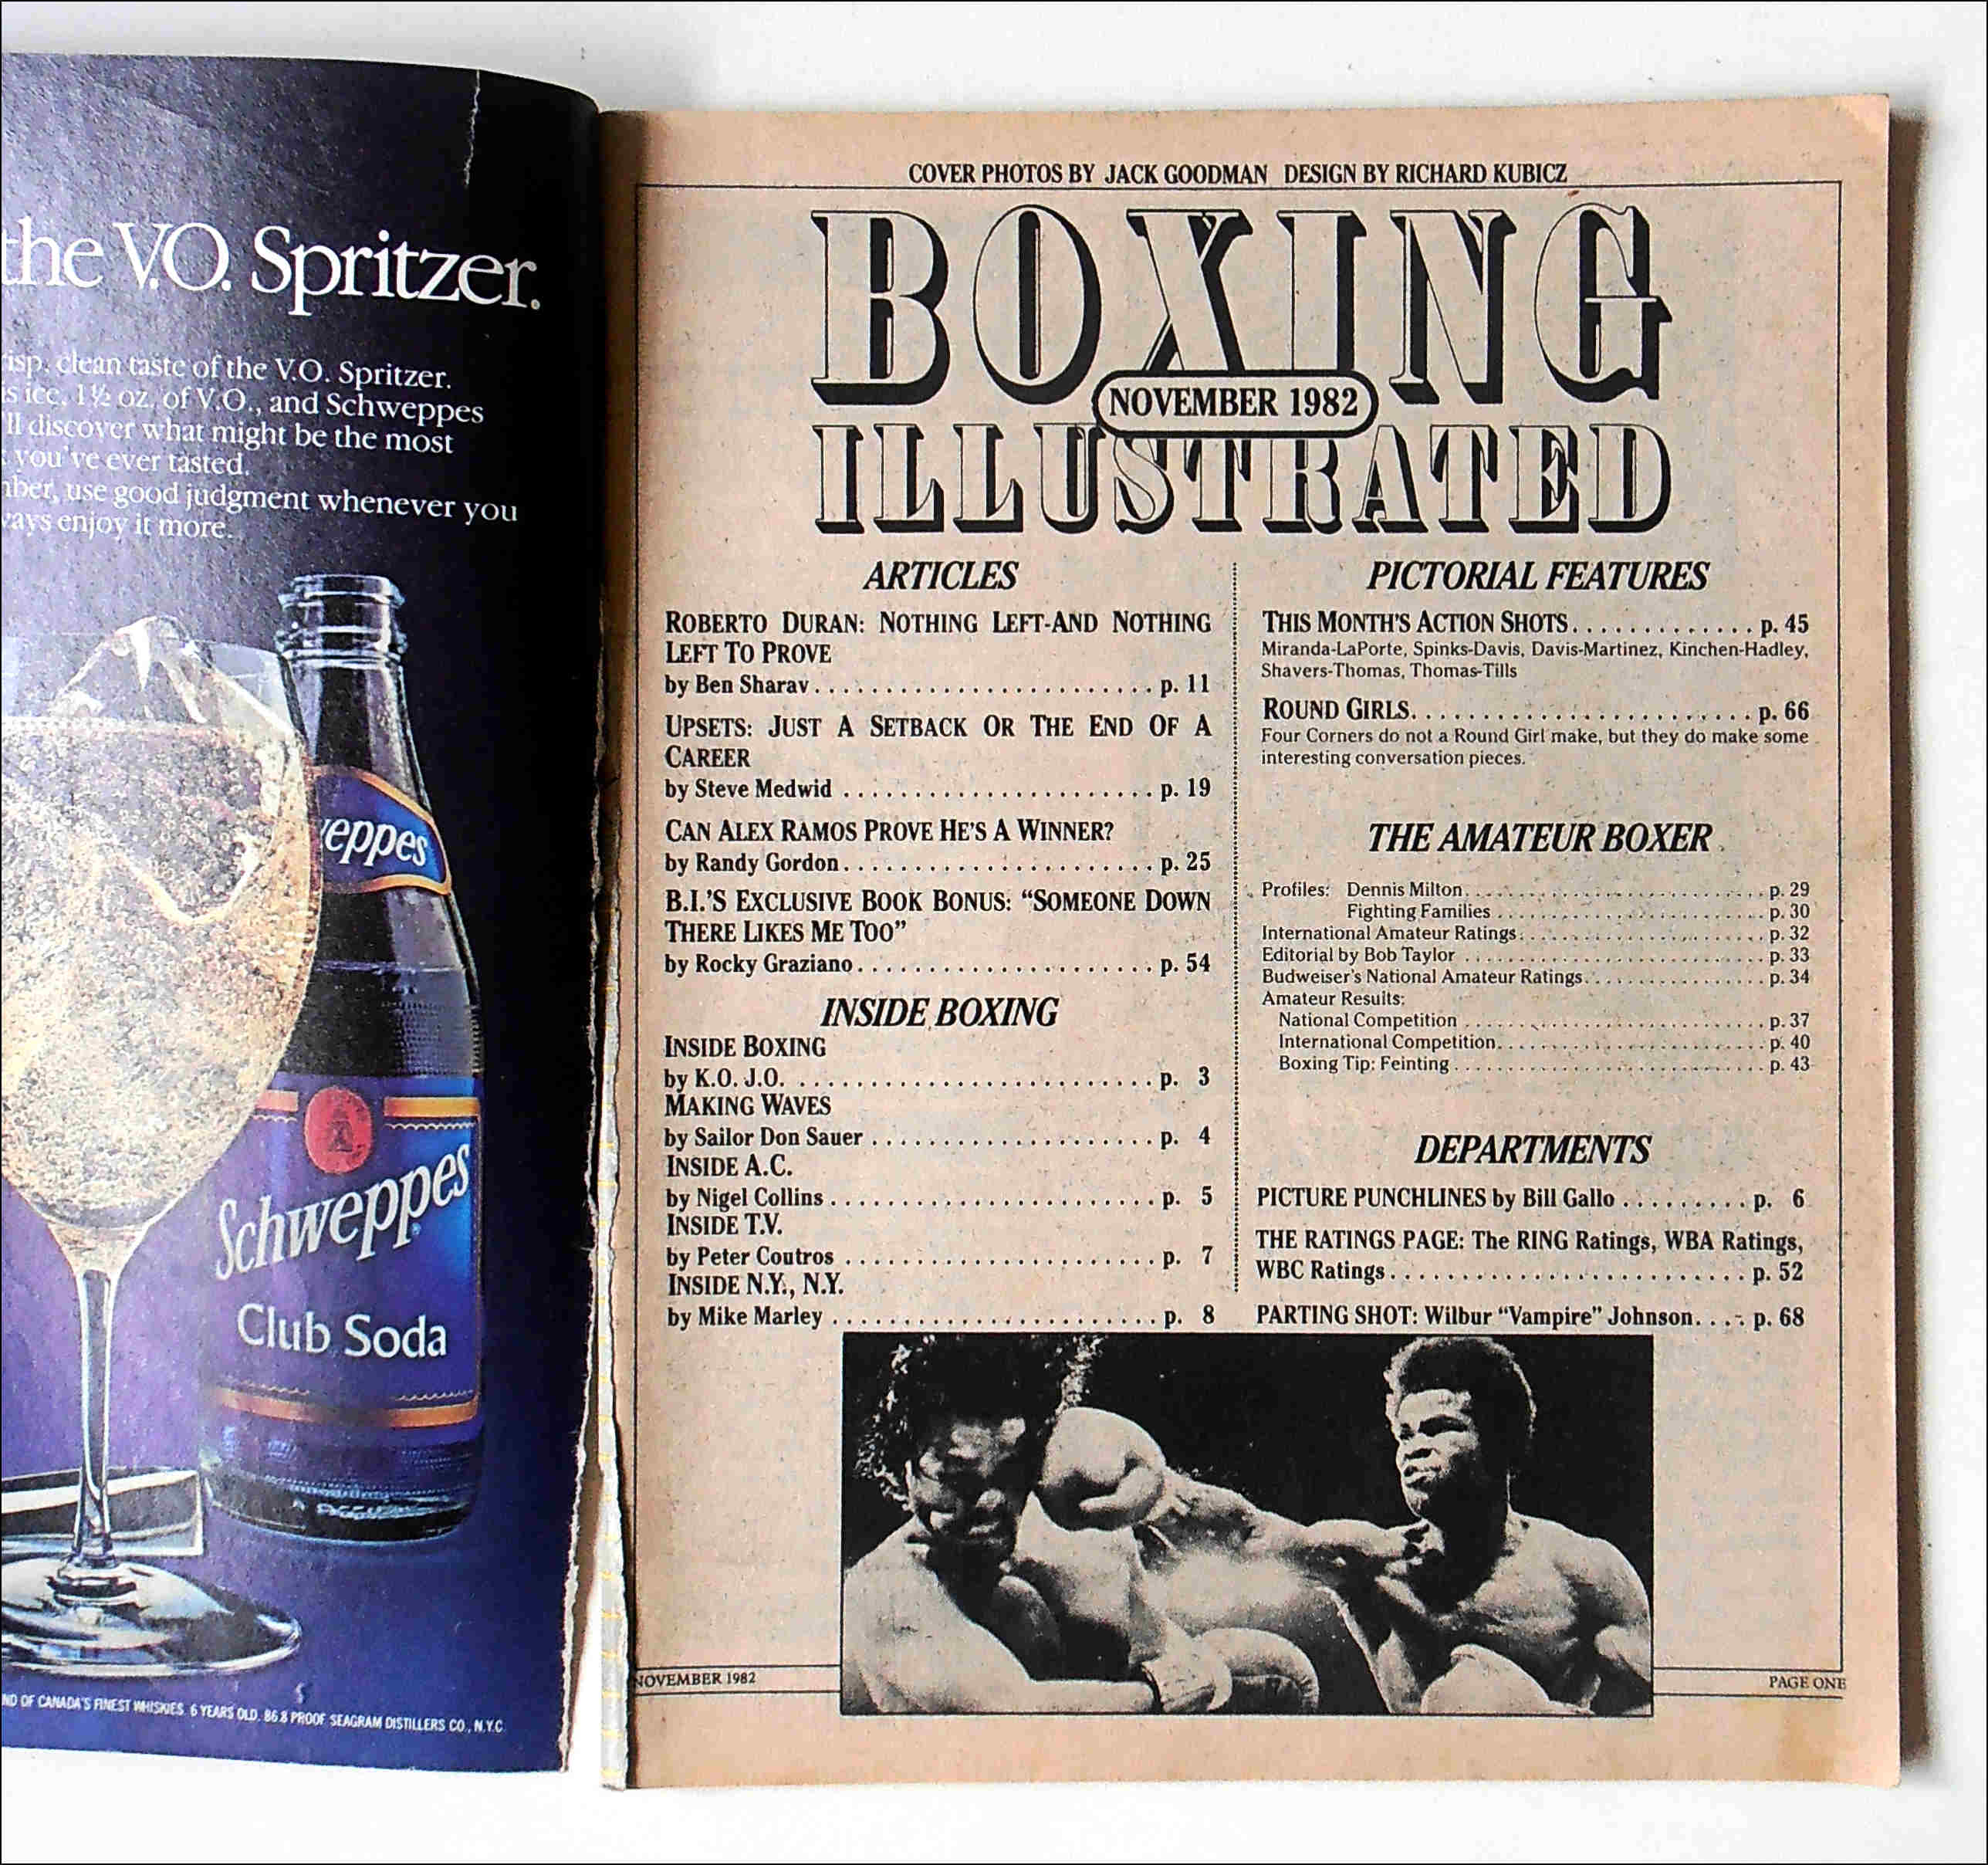 the V.O. Spritzer.
isp, clean taste of the V.O. Spritzer.
s ice, 1½ oz. of V.O., and Schweppes
'll discover what might be the most
you've ever tasted.
ber, use good judgment whenever you
ays enjoy it more.
eppes
Schweppes
Club Soda
ND OF CANADA'S FINEST WHISKIES. 6 YEARS OLD. 86.8 PROOF. SEAGRAM DISTILLERS CO., N.Y.C.
COVER PHOTOS BY JACK GOODMAN DESIGN BY RICHARD KUBICZ
BOXING
NOVEMBER 1982
ILLUSTRATED
ARTICLES
ROBERTO DURAN: NOTHING LEFT-AND NOTHING
LEFT TO PROVE
by Ben Sharav. . . . . . . . . . . . . . . . . . . . . . . . p. 11
UPSETS: JUST A SETBACK OR THE END OF A
CAREER
by Steve Medwid . . . . . . . . . . . . . . . . . . . . . . p. 19
CAN ALEX RAMOS PROVE HE'S A WINNER?
by Randy Gordon. . . . . . . . . . . . . . . . . . . . . . p. 25
B.I.'S EXCLUSIVE BOOK BONUS: “SOMEONE DOWN
THERE LIKES ME TOO”
by Rocky Graziano. . . . . . . . . . . . . . . . . . . . . p. 54
INSIDE BOXING
INSIDE BOXING
by K.O. J.O. . . . . . . . . . . . . . . . . . . . . . . . . . p. 3
MAKING WAVES
by Sailor Don Sauer . . . . . . . . . . . . . . . . . . . . p. 4
INSIDE A.C.
by Nigel Collins . . . . . . . . . . . . . . . . . . . . . . . p. 5
INSIDE T.V.
by Peter Coutros . . . . . . . . . . . . . . . . . . . . . . p. 7
INSIDE N.Y., N.Y.
by Mike Marley . . . . . . . . . . . . . . . . . . . . . . . p. 8
PICTORIAL FEATURES
THIS MONTH'S ACTION SHOTS. . . . . . . . . . . . . p. 45
Miranda-LaPorte, Spinks-Davis, Davis-Martinez, Kinchen-Hadley,
Shavers-Thomas, Thomas-Tills
ROUND GIRLS. . . . . . . . . . . . . . . . . . . . . . . . p. 66
Four Corners do not a Round Girl make, but they do make some
interesting conversation pieces.
THE AMATEUR BOXER
Profiles: Dennis Milton . . . . . . . . . . . . . . . . . . . . p. 29
Fighting Families . . . . . . . . . . . . . . . . . . . . p. 30
International Amateur Ratings. . . . . . . . . . . . . . . . . . . . p. 32
Editorial by Bob Taylor . . . . . . . . . . . . . . . . . . . . p. 33
Budweiser's National Amateur Ratings. . . . . . . . . . . . . . . p. 34
Amateur Results:
National Competition . . . . . . . . . . . . . . . . . . . . p. 37
International Competition. . . . . . . . . . . . . . . . . . . . p. 40
Boxing Tip: Feinting . . . . . . . . . . . . . . . . . . . . p. 43
DEPARTMENTS
PICTURE PUNCHLINES by Bill Gallo . . . . . . . . . p. 6
THE RATINGS PAGE: The RING Ratings, WBA Ratings,
WBC Ratings. . . . . . . . . . . . . . . . . . . . . . . . . p. 52
PARTING SHOT: Wilbur “Vampire” Johnson. . . . p. 68
NOVEMBER 1982
PAGE ONE